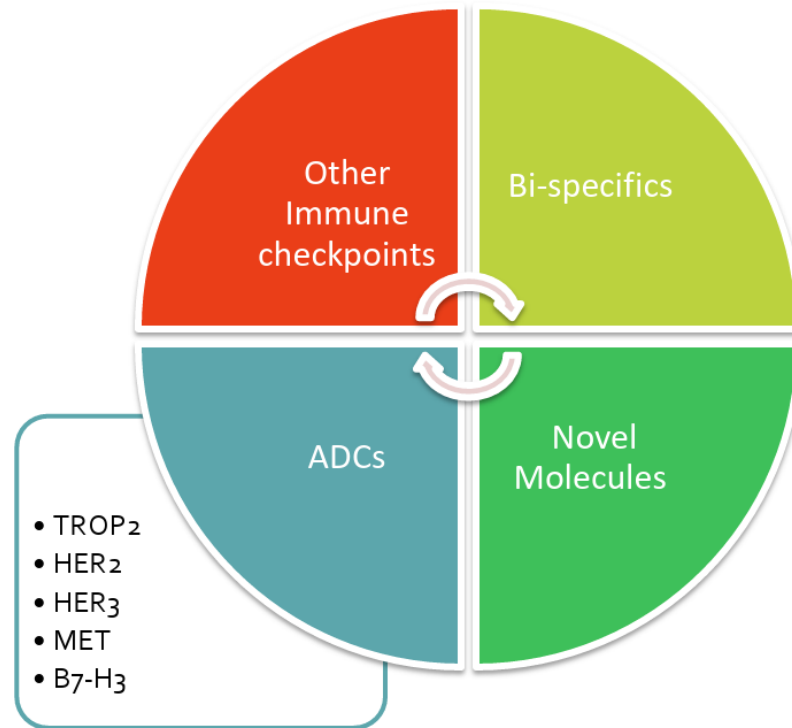 Other
Immune
checkpoints
Bi-specifics
ADCs
Novel
Molecules
• TROP2
• HER2
• HER3
• MET
• B7-H3